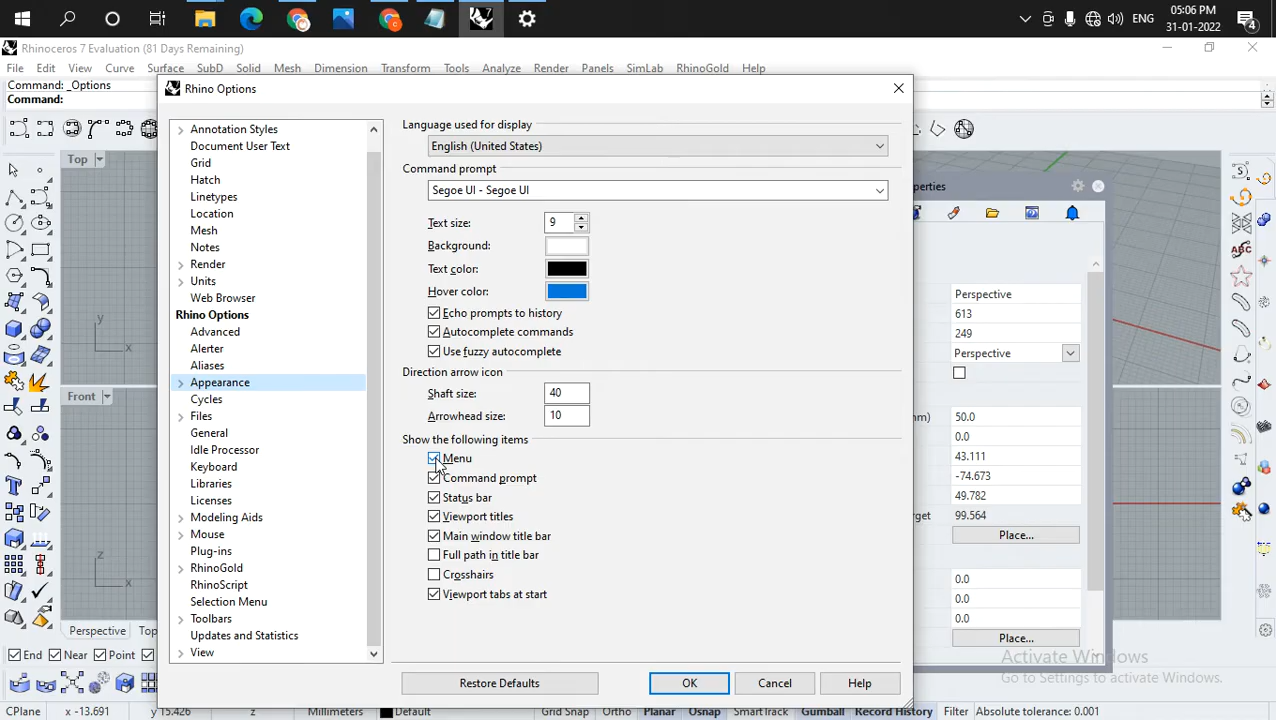 ENG
05:06 PM
31-01-2022
4
Rhinoceros 7 Evaluation (81 Days Remaining)
File Edit View Curve Surface SubD Solid Mesh Dimension Transform Tools Analyze Render Panels SimLab RhinoGold Help
Command: _Options
Command:
Rhino Options
Annotation Styles
Document User Text
Grid
Hatch
Linetypes
Location
Mesh
Notes
Render
Units
Web Browser
Rhino Options
Advanced
Alerter
Aliases
Appearance
Cycles
Files
General
Idle Processor
Keyboard
Libraries
Licenses
Modeling Aids
Mouse
Plug-ins
RhinoGold
RhinoScript
Selection Menu
Toolbars
Updates and Statistics
View
Language used for display
English (United States)
Command prompt
Segoe UI - Segoe UI
Text size: 9
Background:
Text color:
Hover color:
Echo prompts to history
Autocomplete commands
Use fuzzy autocomplete
Direction arrow icon
Shaft size: 40
Arrowhead size: 10
Show the following items
Menu
Command prompt
Status bar
Viewport titles
Main window title bar
Full path in title bar
Crosshairs
Viewport tabs at start
Restore Defaults OK Cancel Help
Top
y
x
Front
z
x
Perspective
End Near Point
ABC
Perspective
613
249
Perspective
50.0
0.0
43.111
-74.673
49.782
99.564
Place...
0.0
0.0
0.0
Place...
Activate Windows
Go to Settings to activate Windows.
CPlane x -13.691 y 15.426 z Millimeters Default Grid Snap Ortho Planar Osnap SmartTrack Gumball Record History Filter Absolute tolerance: 0.001